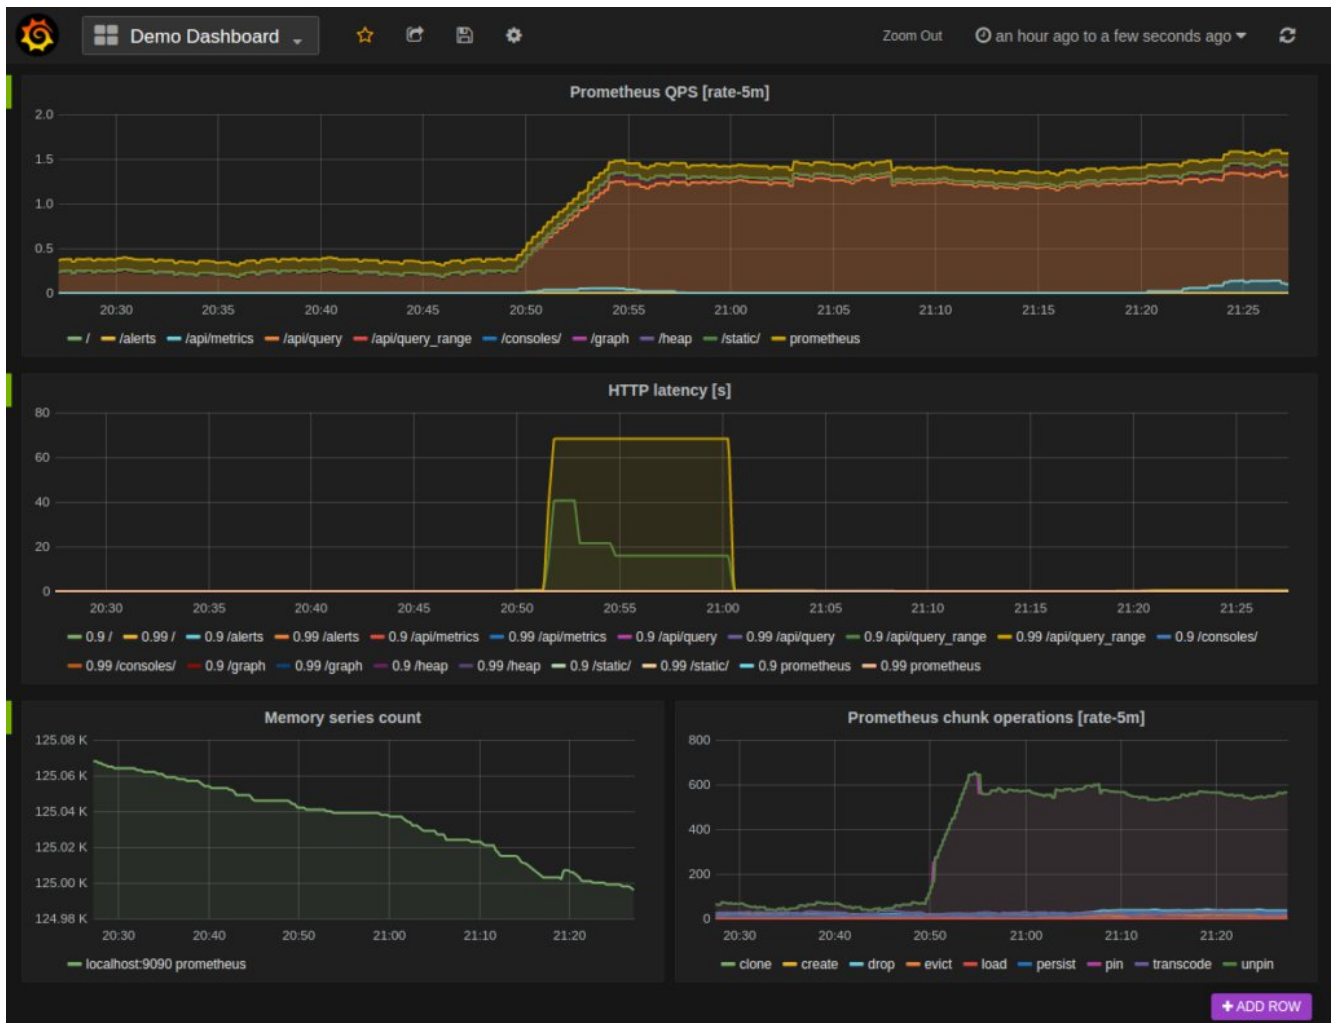 Demo Dashboard
Zoom Out
an hour ago to a few seconds ago
Prometheus QPS [rate-5m]
2.0
1.5
1.0
0.5
0
20:30 20:35 20:40 20:45 20:50 20:55 21:00 21:05 21:10 21:15 21:20 21:25
/ /alerts /api/metrics /api/query /api/query_range /consoles/ /graph /heap /static/ prometheus
HTTP latency [s]
80
60
40
20
0
20:30 20:35 20:40 20:45 20:50 20:55 21:00 21:05 21:10 21:15 21:20 21:25
0.9 / 0.99 / 0.9 /alerts 0.99 /alerts 0.9 /api/metrics 0.99 /api/metrics 0.9 /api/query 0.99 /api/query 0.9 /api/query_range 0.99 /api/query_range 0.9 /consoles/
0.99 /consoles/ 0.9 /graph 0.99 /graph 0.9 /heap 0.99 /heap 0.9 /static/ 0.99 /static/ 0.9 prometheus 0.99 prometheus
Memory series count
125.08 K
125.06 K
125.04 K
125.02 K
125.00 K
124.98 K
20:30 20:40 20:50 21:00 21:10 21:20
localhost:9090 prometheus
Prometheus chunk operations [rate-5m]
800
600
400
200
0
20:30 20:40 20:50 21:00 21:10 21:20
clone create drop evict load persist pin transcode unpin
+ ADD ROW